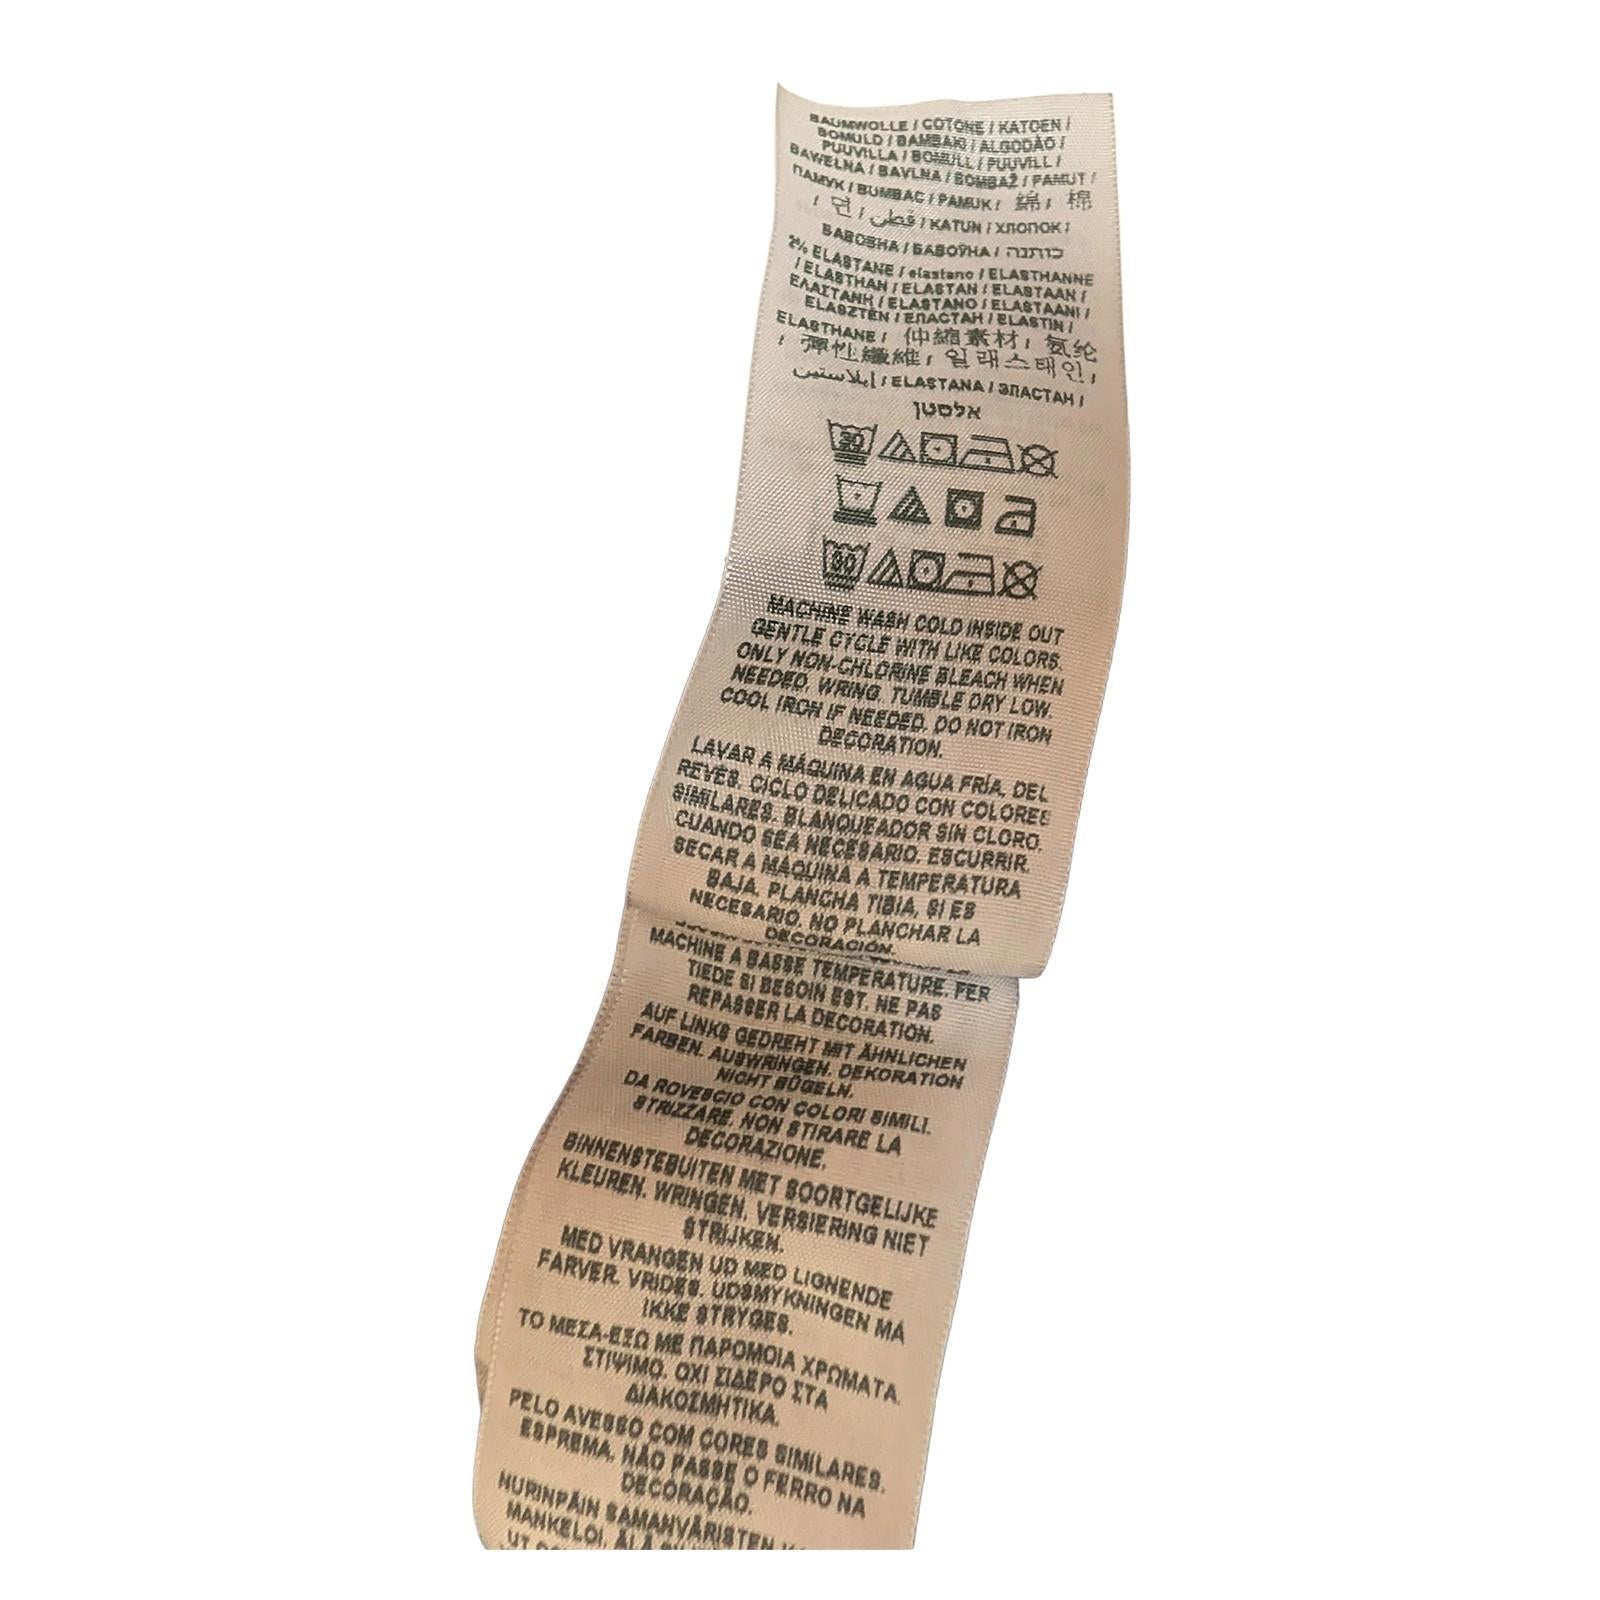 BAUMWOLLE / COTONE / KATOEN /
BOMULD / BAMBAKI / ALGODÃO /
PUUVILLA / BOMULL / PUUVILL /
BAWELNA / BAVLNA / BOMBAŽ / PAMUT /
ПАМУК / BUMBAC / PAMUK / 綿 / 棉
/ 면 / قطن / KATUN / ХЛОПОК /
БАВОВНА / БАВОЎНА / כותנה
2% ELASTANE / elastano / ELASTHANNE
/ ELASTHAN / ELASTAN / ELASTAAN /
ΕΛΑΣΤΑΝΗ / ELASTANO / ELASTAANI /
ELASZTÉN / ЕЛАСТАН / ELASTIN /
ELASTHANE / 伸縮素材 / 氨纶
/ 彈性纖維 / 일래스태인 /
إيلاستين / ELASTANA / ЭЛАСТАН /
אלסטן
30
30
MACHINE WASH COLD INSIDE OUT
GENTLE CYCLE WITH LIKE COLORS.
ONLY NON-CHLORINE BLEACH WHEN
NEEDED. WRING. TUMBLE DRY LOW.
COOL IRON IF NEEDED. DO NOT IRON
DECORATION.
LAVAR A MÁQUINA EN AGUA FRÍA, DEL
REVÉS. CICLO DELICADO CON COLORES
SIMILARES. BLANQUEADOR SIN CLORO,
CUANDO SEA NECESARIO. ESCURRIR.
SECAR A MÁQUINA A TEMPERATURA
BAJA. PLANCHA TIBIA, SI ES
NECESARIO. NO PLANCHAR LA
DECORACIÓN.
MACHINE A BASSE TEMPERATURE. FER
TIEDE SI BESOIN EST. NE PAS
REPASSER LA DECORATION.
AUF LINKS GEDREHT MIT ÄHNLICHEN
FARBEN. AUSWRINGEN. DEKORATION
NICHT BÜGELN.
DA ROVESCIO CON COLORI SIMILI.
STRIZZARE. NON STIRARE LA
DECORAZIONE.
BINNENSTEBUITEN MET SOORTGELIJKE
KLEUREN. WRINGEN. VERSIERING NIET
STRIJKEN.
MED VRANGEN UD MED LIGNENDE
FARVER. VRIDES. UDSMYKNINGEN MA
IKKE STRYGES.
ΤΟ ΜΕΣΑ-ΕΞΩ ΜΕ ΠΑΡΟΜΟΙΑ ΧΡΩΜΑΤΑ.
ΣΤΙΨΙΜΟ. ΟΧΙ ΣΙΔΕΡΟ ΣΤΑ
ΔΙΑΚΟΣΜΗΤΙΚΑ.
PELO AVESSO COM CORES SIMILARES.
ESPREMA. NÃO PASSE O FERRO NA
DECORAÇÃO.
NURINPÄIN SAMANVÄRISTEN
MANKELOI. ÄLÄ